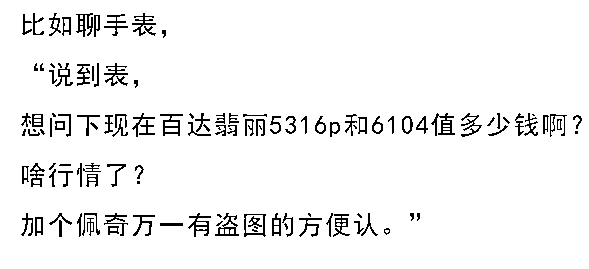 比如聊手表，
“说到表，
想问下现在百达翡丽5316p和6104值多少钱啊？
啥行情了？
加个佩奇万一有盗图的方便认。”